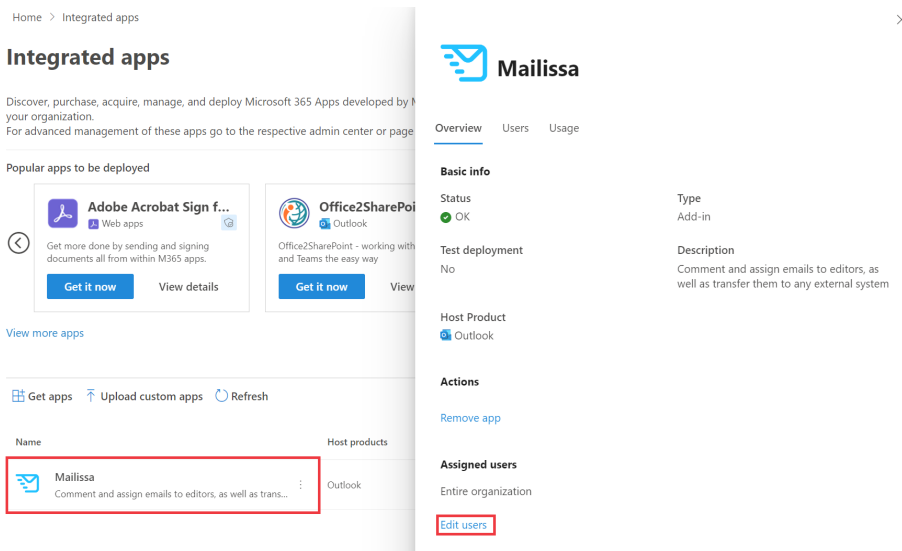 Home > Integrated apps
Integrated apps
Discover, purchase, acquire, manage, and deploy Microsoft 365 Apps developed by
your organization.
For advanced management of these apps go to the respective admin center or page
Popular apps to be deployed
Adobe Acrobat Sign f...
Web apps
Get more done by sending and signing
documents all from within M365 apps.
Get it now
View details
Office2SharePoi
Outlook
Office2SharePoint - working with
and Teams the easy way
Get it now
View
View more apps
Get apps
Upload custom apps
Refresh
Name
Host products
Mailissa
Comment and assign emails to editors, as well as trans...
Outlook
Mailissa
Overview
Users
Usage
Basic info
Status
OK
Type
Add-in
Test deployment
No
Description
Comment and assign emails to editors, as
well as transfer them to any external system
Host Product
Outlook
Actions
Remove app
Assigned users
Entire organization
Edit users